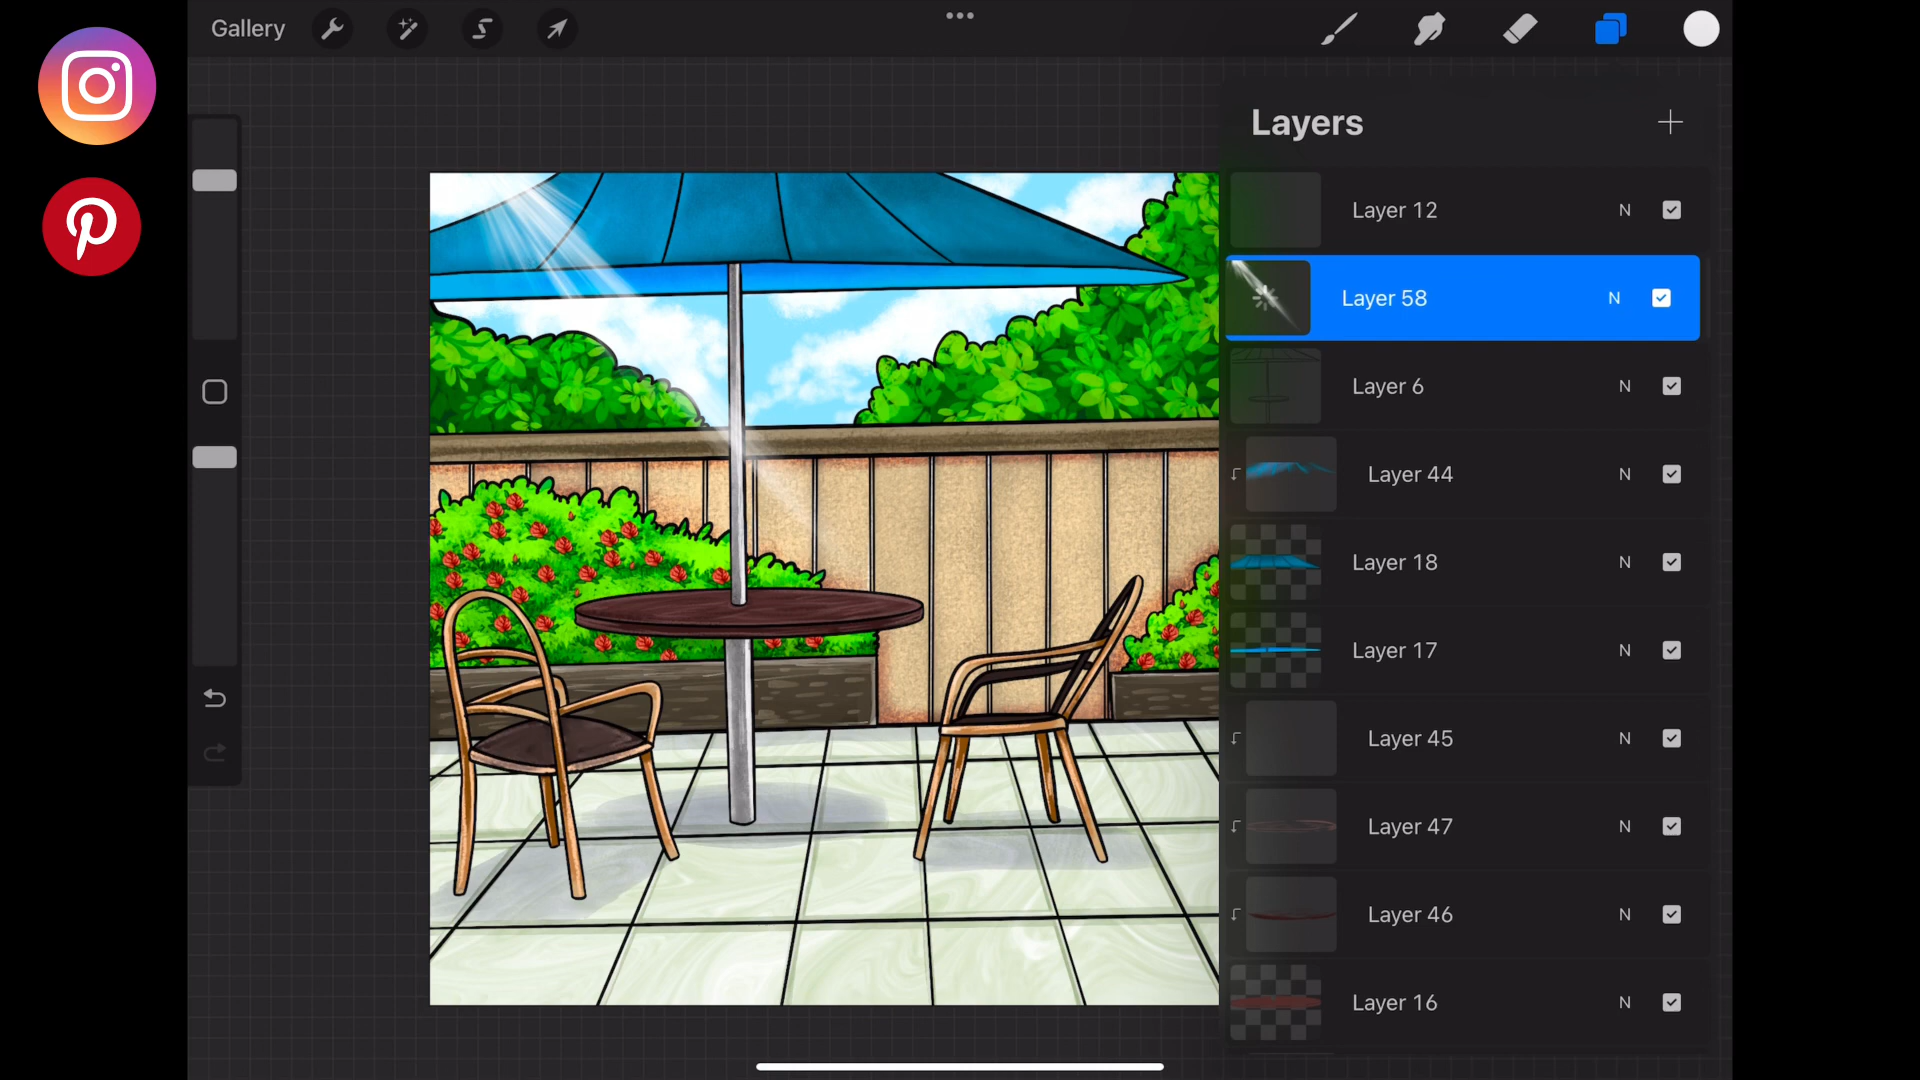 Gallery
Layers
Layer 12 N
Layer 58 N
Layer 6 N
Layer 44 N
Layer 18 N
Layer 17 N
Layer 45 N
Layer 47 N
Layer 46 N
Layer 16 N